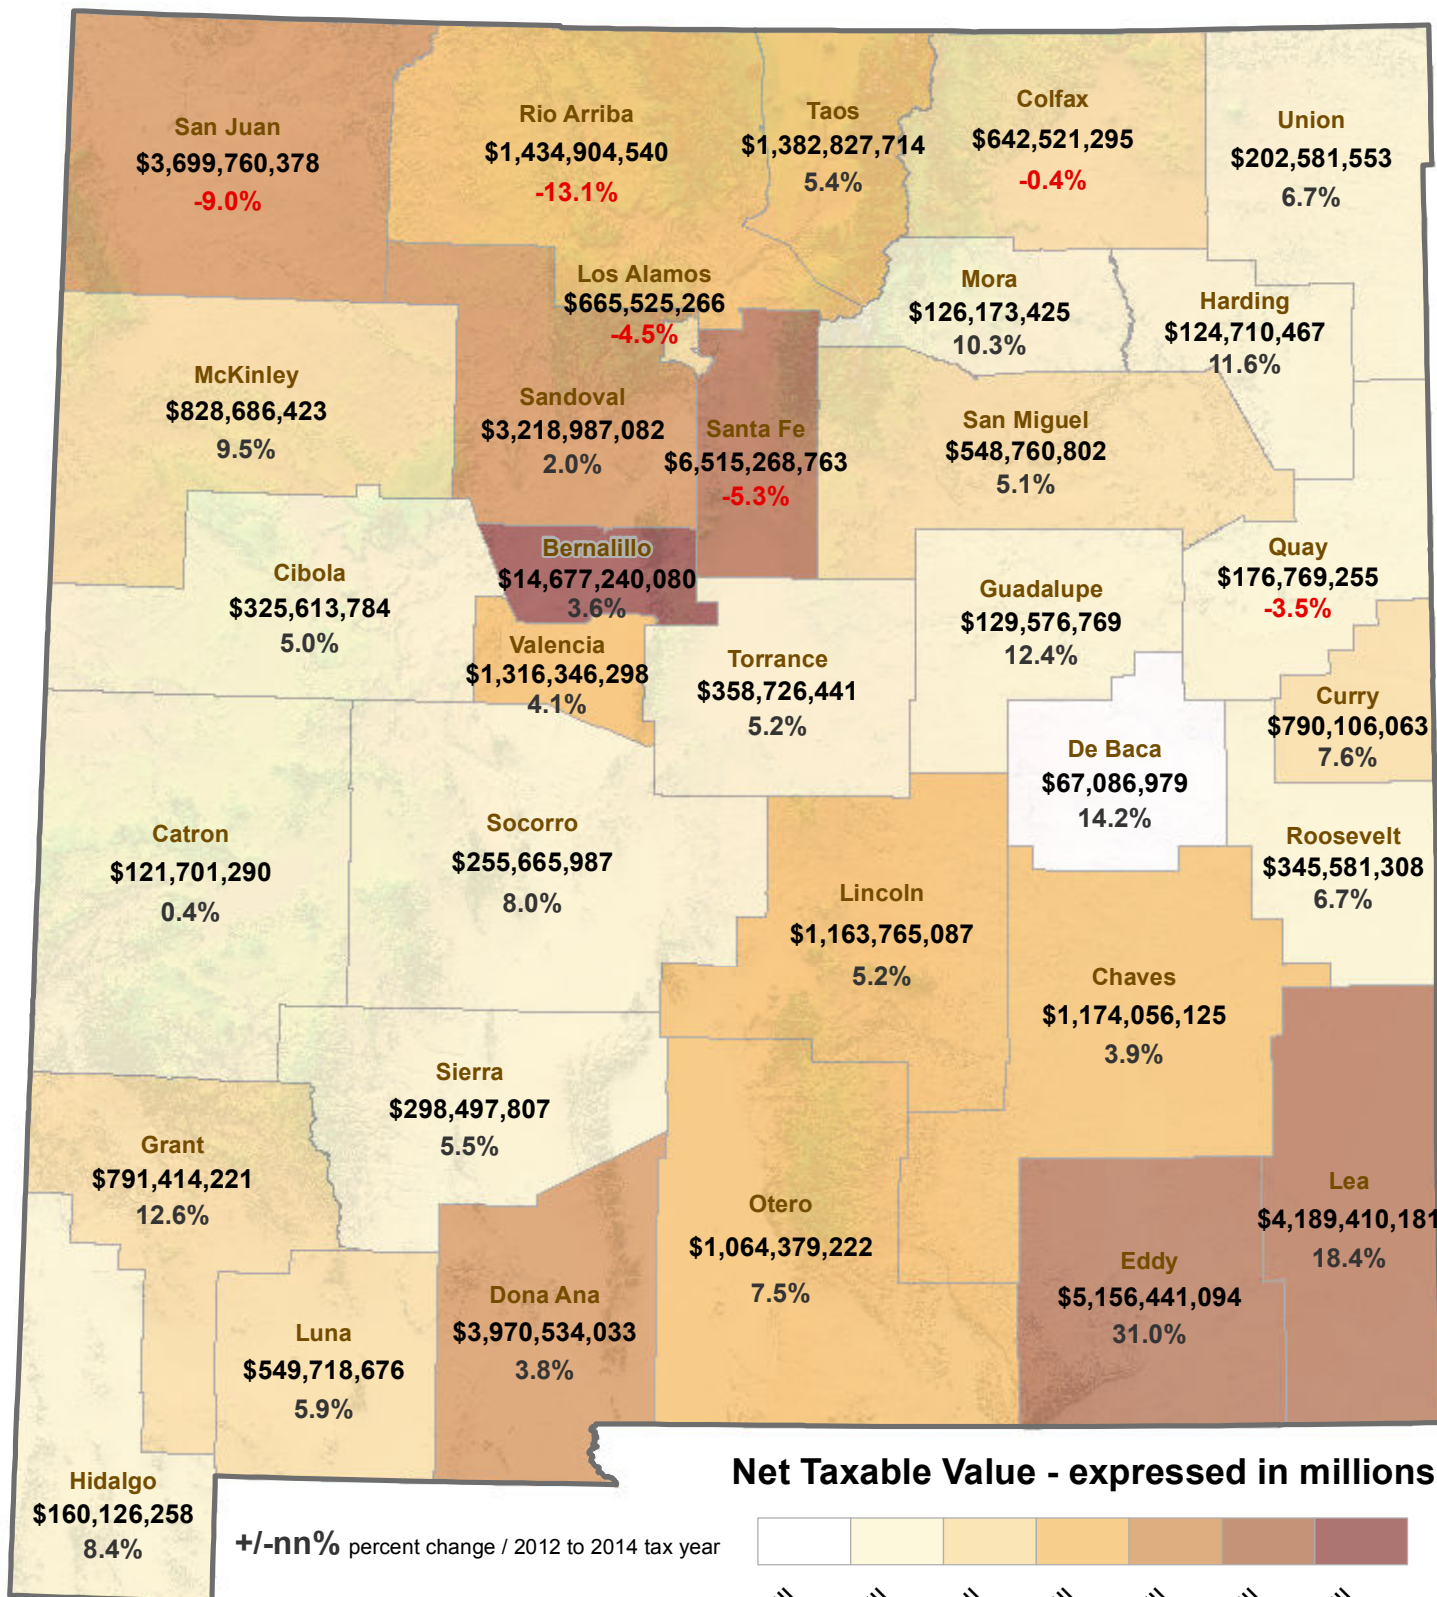 San Juan
$3,699,760,378
-9.0%
Rio Arriba
$1,434,904,540
-13.1%
Taos
$1,382,827,714
5.4%
Colfax
$642,521,295
-0.4%
Union
$202,581,553
6.7%
Los Alamos
$665,525,266
-4.5%
Mora
$126,173,425
10.3%
Harding
$124,710,467
11.6%
McKinley
$828,686,423
9.5%
Sandoval
$3,218,987,082
2.0%
Santa Fe
$6,515,268,763
-5.3%
San Miguel
$548,760,802
5.1%
Bernalillo
$14,677,240,080
3.6%
Cibola
$325,613,784
5.0%
Guadalupe
$129,576,769
12.4%
Quay
$176,769,255
-3.5%
Valencia
$1,316,346,298
4.1%
Torrance
$358,726,441
5.2%
Curry
$790,106,063
7.6%
De Baca
$67,086,979
14.2%
Catron
$121,701,290
0.4%
Socorro
$255,665,987
8.0%
Roosevelt
$345,581,308
6.7%
Lincoln
$1,163,765,087
5.2%
Chaves
$1,174,056,125
3.9%
Sierra
$298,497,807
5.5%
Grant
$791,414,221
12.6%
Otero
$1,064,379,222
7.5%
Lea
$4,189,410,181
18.4%
Eddy
$5,156,441,094
31.0%
Dona Ana
$3,970,534,033
3.8%
Luna
$549,718,676
5.9%
Hidalgo
$160,126,258
8.4%
Net Taxable Value - expressed in millions
+/-nn% percent change / 2012 to 2014 tax year